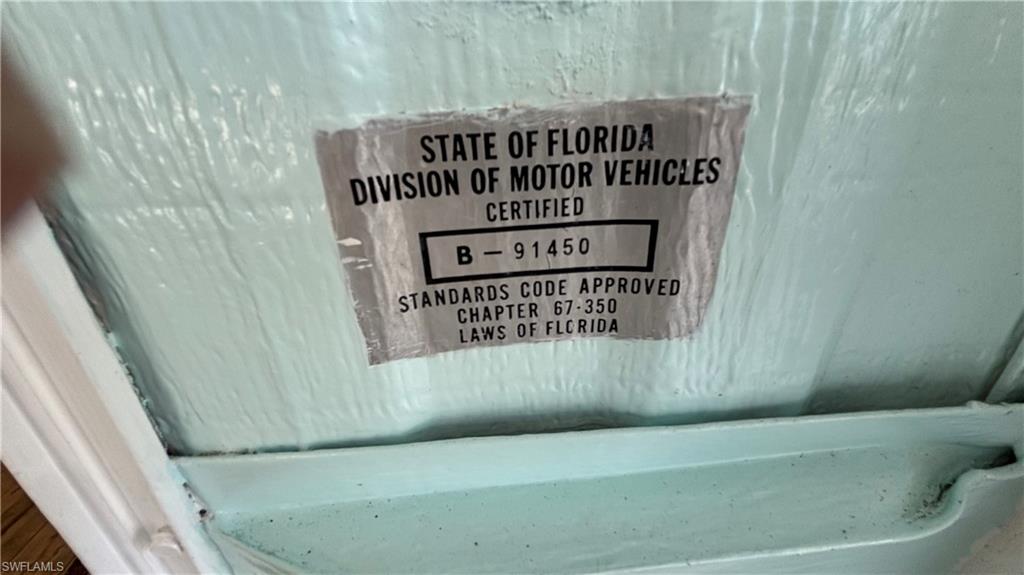 STATE OF FLORIDA
DIVISION OF MOTOR VEHICLES
CERTIFIED
B — 91450
STANDARDS CODE APPROVED
CHAPTER 67-350
LAWS OF FLORIDA
SWFLAMLS